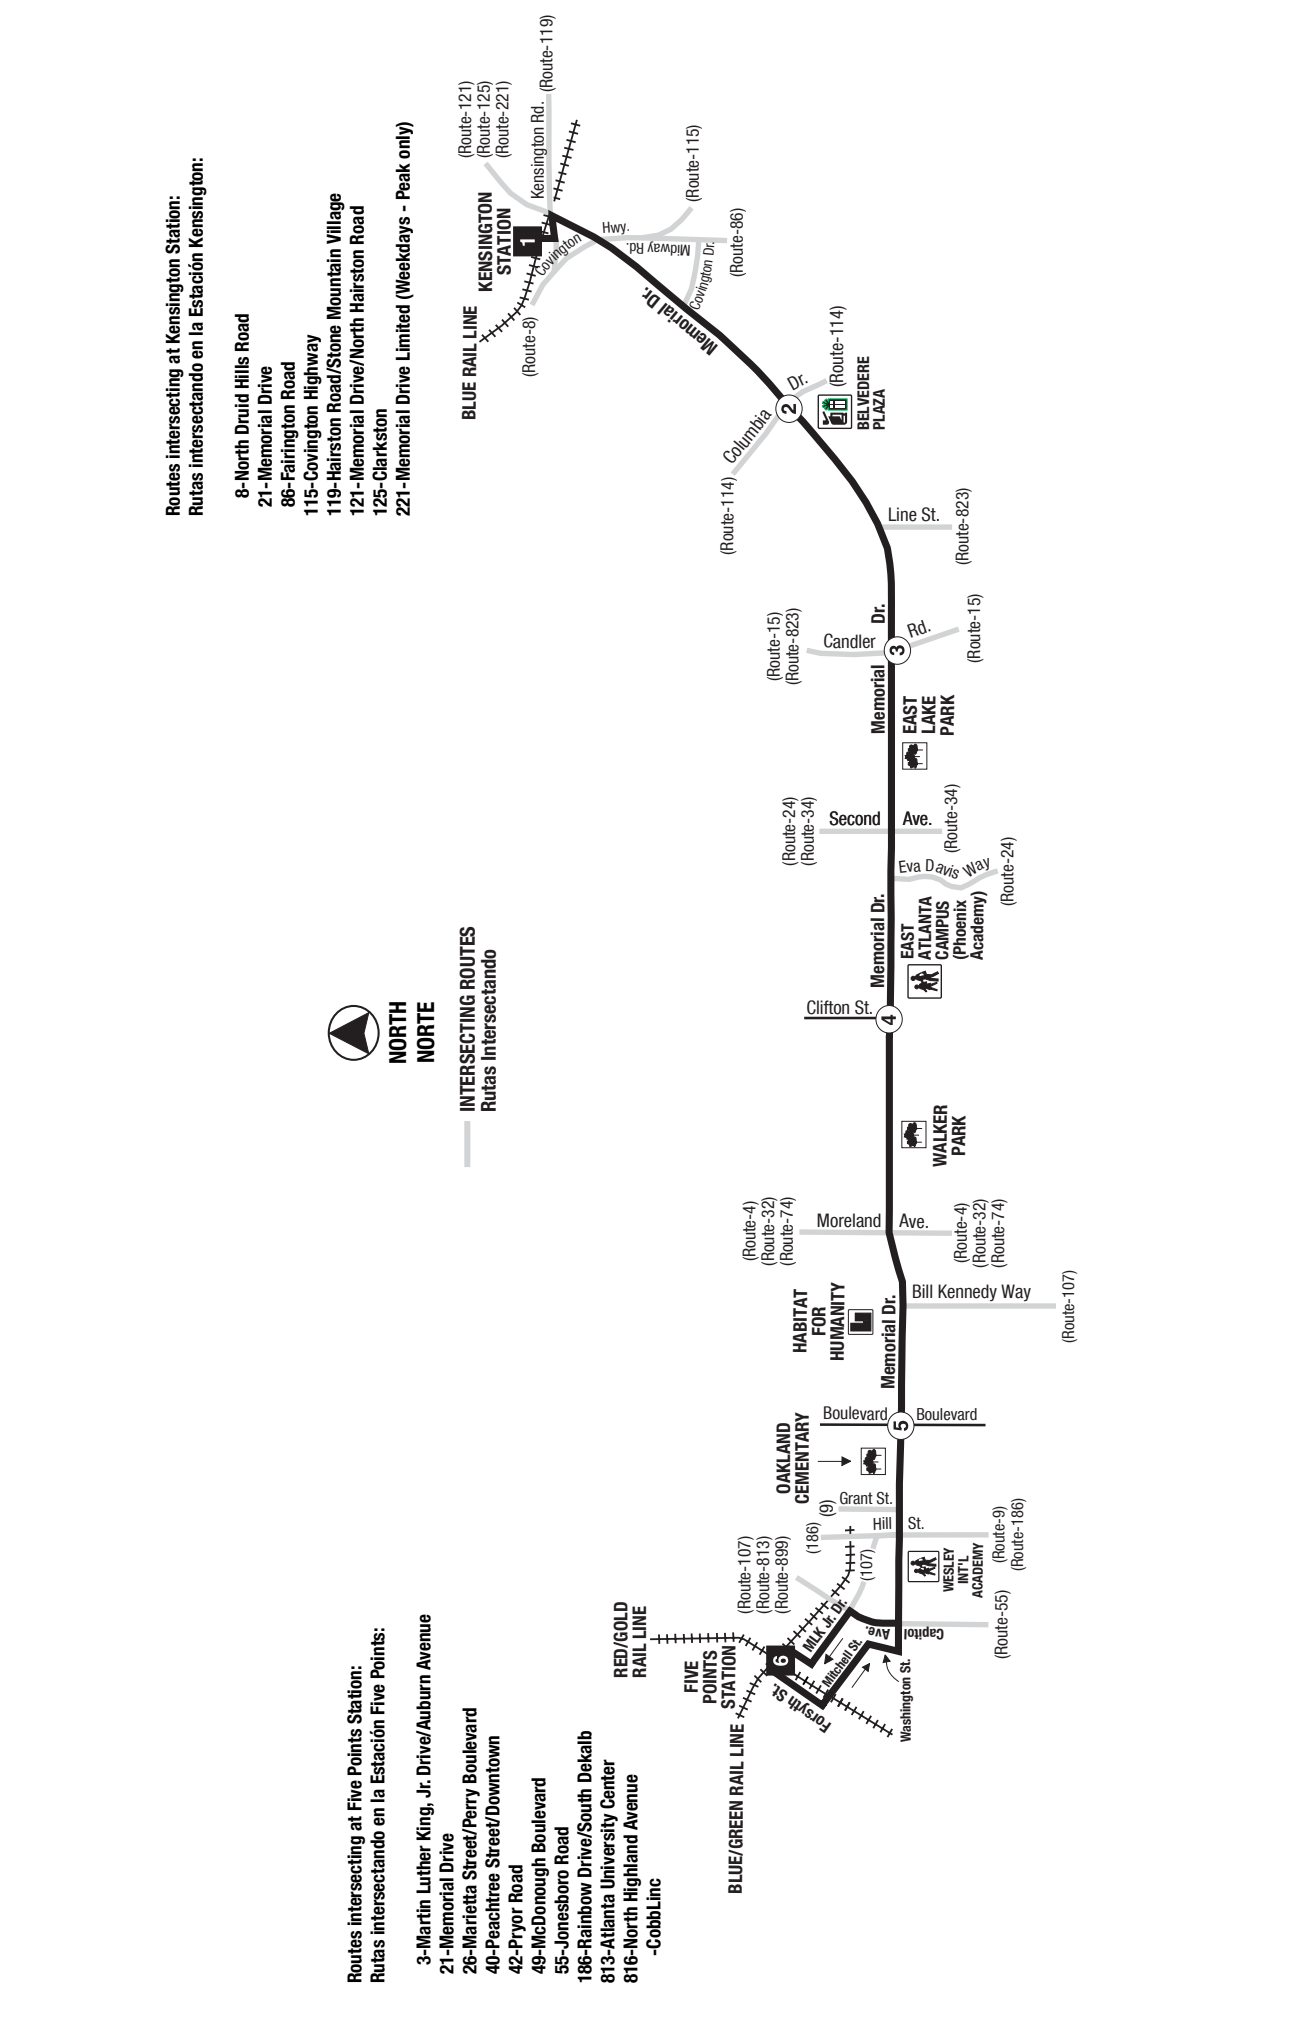 Routes intersecting at Kensington Station:
Rutas intersectando en la Estación Kensington:
8-North Druid Hills Road
21-Memorial Drive
86-Fairington Road
115-Covington Highway
119-Hairston Road/Stone Mountain Village
121-Memorial Drive/North Hairston Road
125-Clarkston
221-Memorial Drive Limited (Weekdays - Peak only)
NORTH
NORTE
INTERSECTING ROUTES
Rutas Intersectando
Routes intersecting at Five Points Station:
Rutas intersectando en la Estación Five Points:
3-Martin Luther King, Jr. Drive/Auburn Avenue
21-Memorial Drive
26-Marietta Street/Perry Boulevard
40-Peachtree Street/Downtown
42-Pryor Road
49-McDonough Boulevard
55-Jonesboro Road
186-Rainbow Drive/South Dekalb
813-Atlanta University Center
816-North Highland Avenue
-CobbLinc
BLUE/GREEN RAIL LINE
RED/GOLD
RAIL LINE
FIVE
POINTS
STATION
6
Forsyth St.
MLK Jr. Dr.
Mitchell St.
Washington St.
Capitol
Ave.
(Route-55)
(Route-107)
(Route-813)
(Route-899)
(107)
(186)
(9)
Hill
St.
(Route-9)
(Route-186)
Grant St.
WESLEY
INT'L
ACADEMY
OAKLAND
CEMENTARY
Boulevard
5
Boulevard
Memorial Dr.
HABITAT
FOR
HUMANITY
Bill Kennedy Way
(Route-107)
(Route-4)
(Route-32)
(Route-74)
Moreland
Ave.
(Route-4)
(Route-32)
(Route-74)
WALKER
PARK
Clifton St.
4
Memorial Dr.
EAST
ATLANTA
CAMPUS
(Phoenix
Academy)
Eva Davis Way
(Route-24)
(Route-24)
(Route-34)
Second
Ave.
(Route-34)
EAST
LAKE
PARK
Memorial
Dr.
(Route-15)
(Route-823)
Candler
3
Rd.
(Route-15)
Line St.
(Route-823)
(Route-114)
Columbia
2
Dr.
(Route-114)
BELVEDERE
PLAZA
Memorial Dr.
Covington Dr.
Midway Rd.
(Route-86)
(Route-115)
Covington
Hwy.
(Route-8)
BLUE RAIL LINE
KENSINGTON
STATION
1
(Route-121)
(Route-125)
(Route-221)
Kensington Rd.
(Route-119)